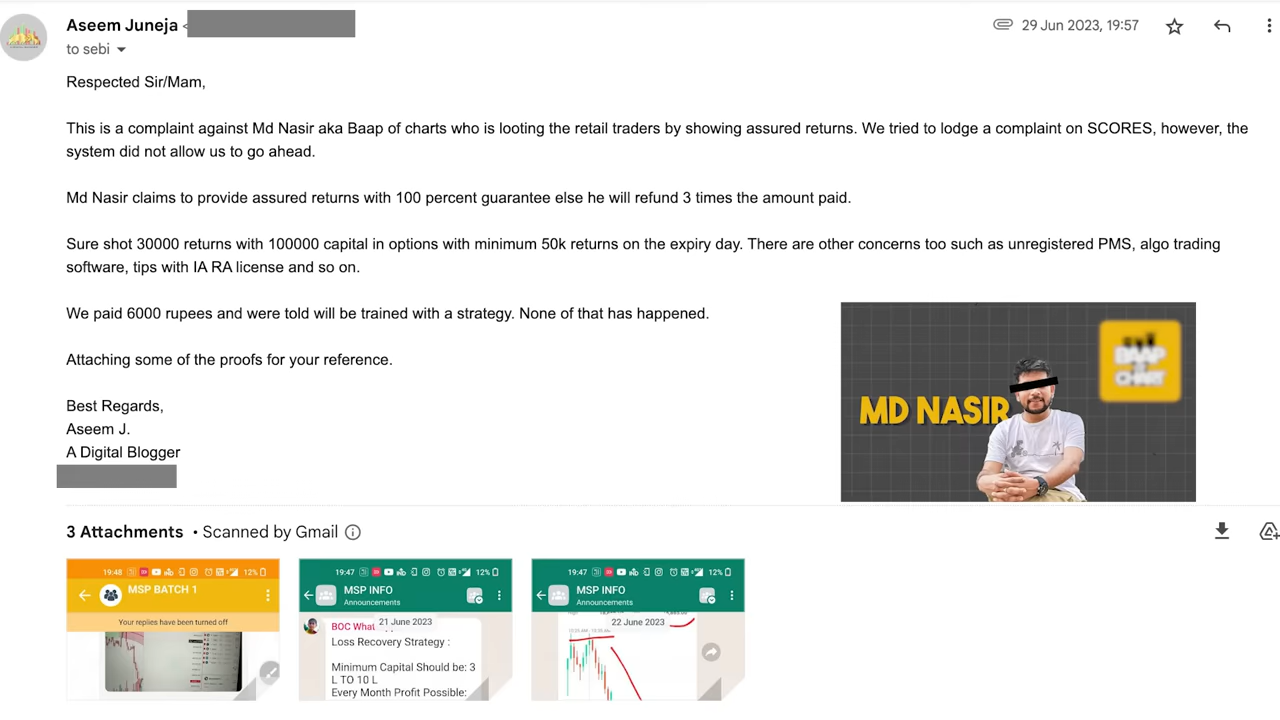 Aseem Juneja <
29 Jun 2023, 19:57
to sebi
Respected Sir/Mam,
This is a complaint against Md Nasir aka Baap of charts who is looting the retail traders by showing assured returns. We tried to lodge a complaint on SCORES, however, the
system did not allow us to go ahead.
Md Nasir claims to provide assured returns with 100 percent guarantee else he will refund 3 times the amount paid.
Sure shot 30000 returns with 100000 capital in options with minimum 50k returns on the expiry day. There are other concerns too such as unregistered PMS, algo trading
software, tips with IA RA license and so on.
We paid 6000 rupees and were told will be trained with a strategy. None of that has happened.
Attaching some of the proofs for your reference.
Best Regards,
Aseem J.
A Digital Blogger
MD NASIR
BAAP
CHART
3 Attachments • Scanned by Gmail
19:48
12%
MSP BATCH 1
Your replies have been turned off
19:47
12%
MSP INFO
Announcements
21 June 2023
BOC What
Loss Recovery Strategy :
Minimum Capital Should be: 3
L TO 10 L
Every Month Profit Possible:
19:47
12%
MSP INFO
Announcements
22 June 2023